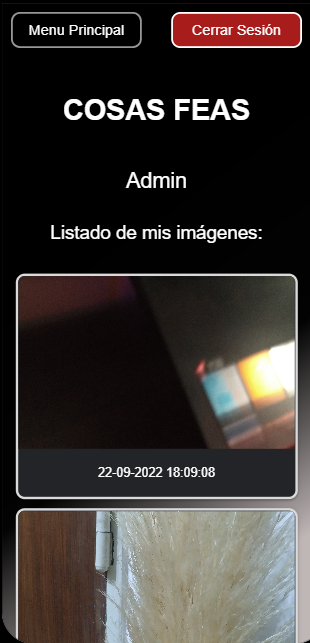 Menu Principal
Cerrar Sesión
COSAS FEAS
Admin
Listado de mis imágenes:
22-09-2022 18:09:08